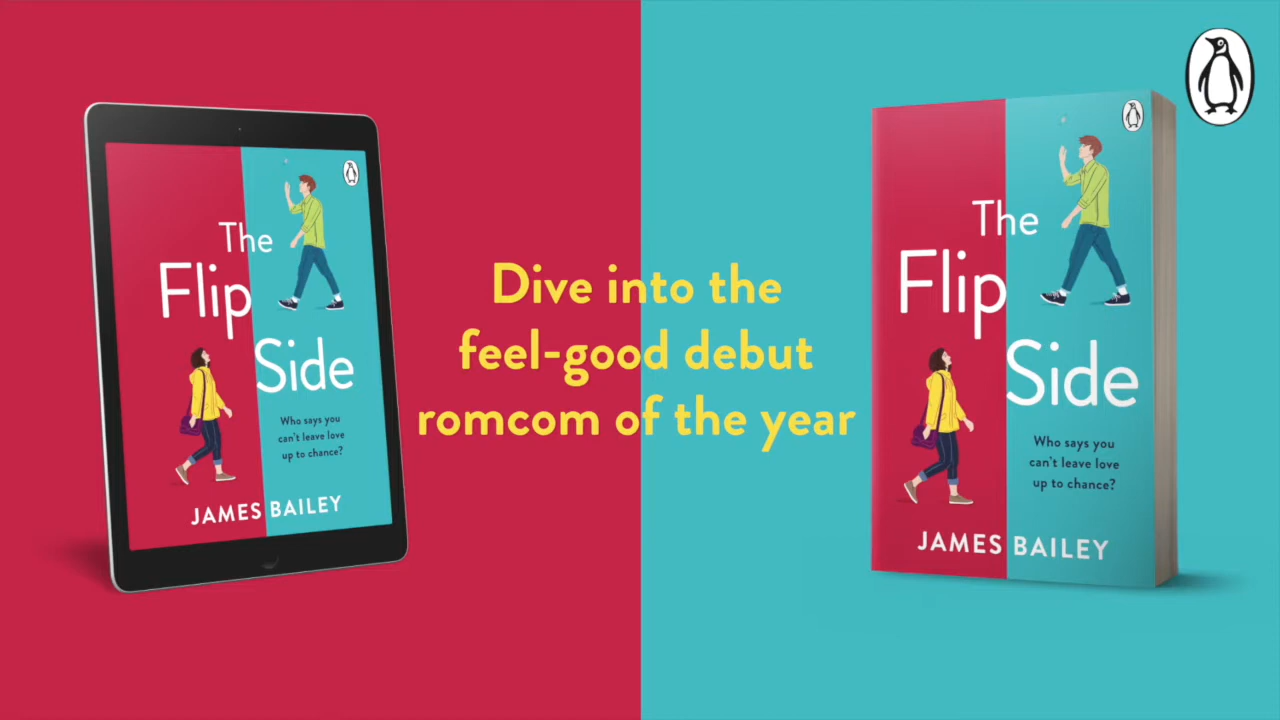 The
Flip
Side
Who says you
can't leave love
up to chance?
JAMES BAILEY
Dive into the
feel-good debut
romcom of the year
The
Flip
Side
Who says you
can't leave love
up to chance?
JAMES BAILEY